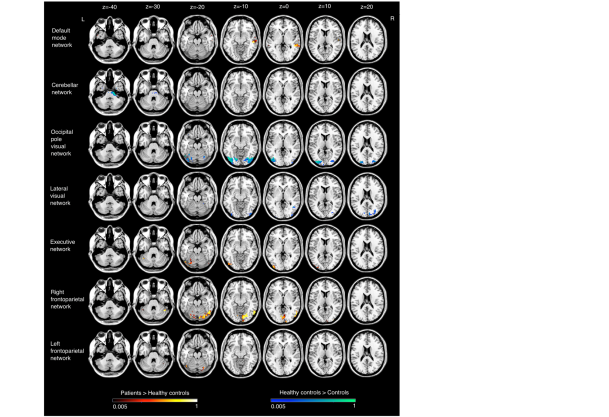 z=-40 z=-30 z=-20 z=-10 z=0 z=10 z=20
L R
Default
mode
network
Cerebellar
network
Occipital
pole
visual
network
Lateral
visual
network
Executive
network
Right
frontoparietal
network
Left
frontoparietal
network
Patients > Healthy controls Healthy controls > Controls
0.005 1 0.005 1